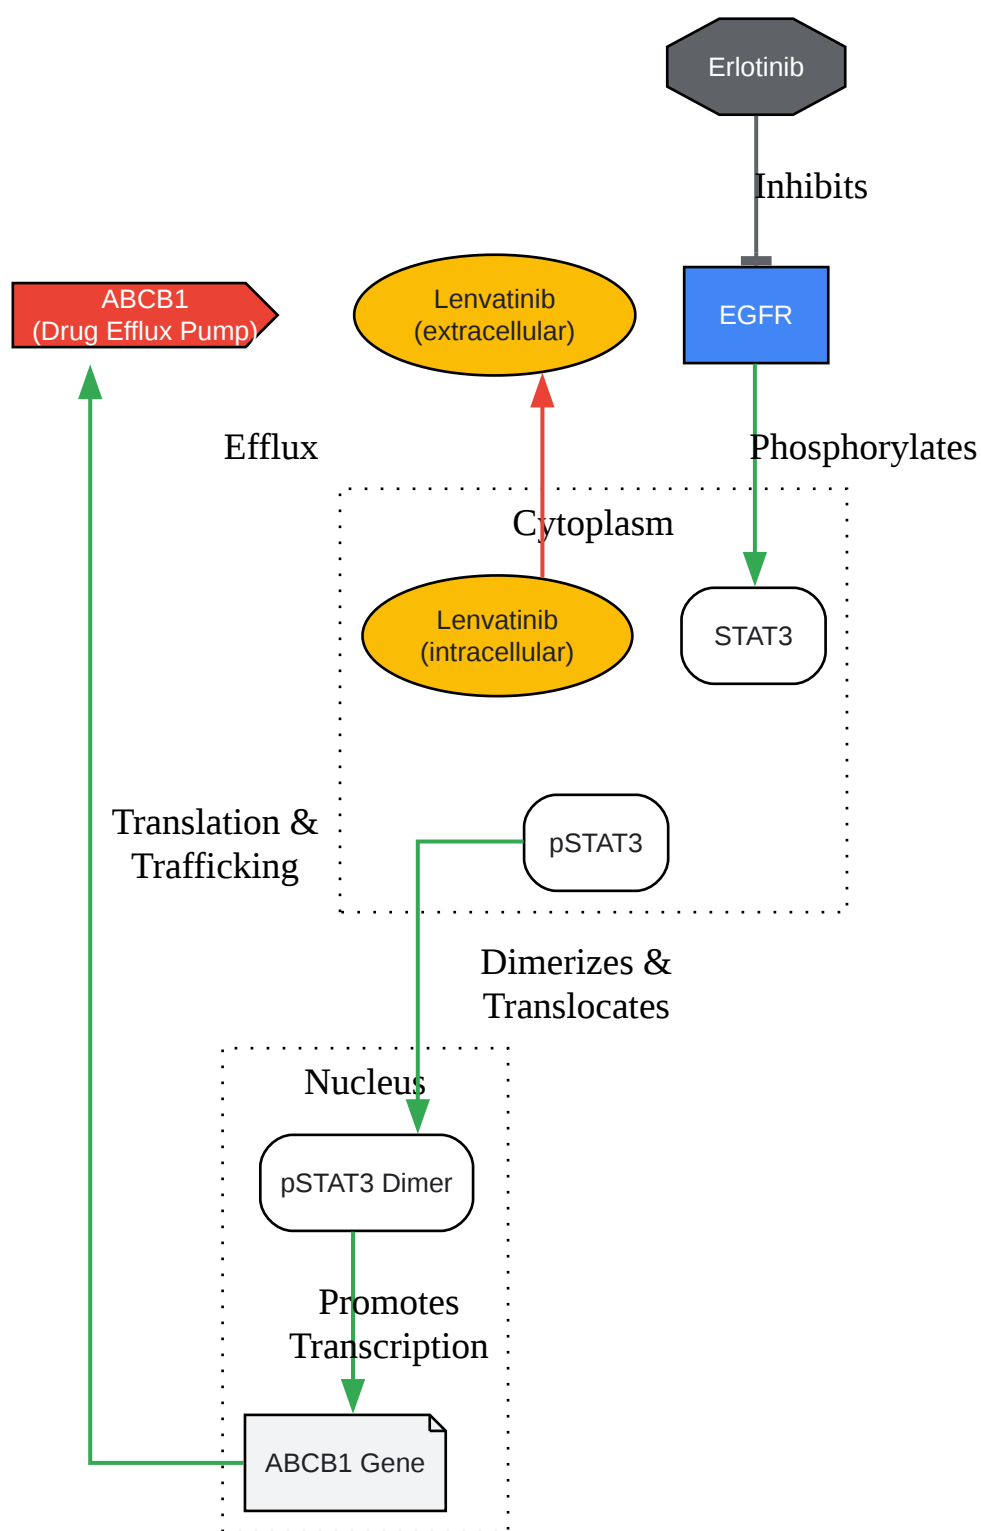 Erlotinib
Inhibits
ABCB1
(Drug Efflux Pump)
Lenvatinib
(extracellular)
EGFR
Efflux
Phosphorylates
Cytoplasm
Lenvatinib
(intracellular)
STAT3
Translation &
Trafficking
pSTAT3
Dimerizes &
Translocates
Nucleus
pSTAT3 Dimer
Promotes
Transcription
ABCB1 Gene